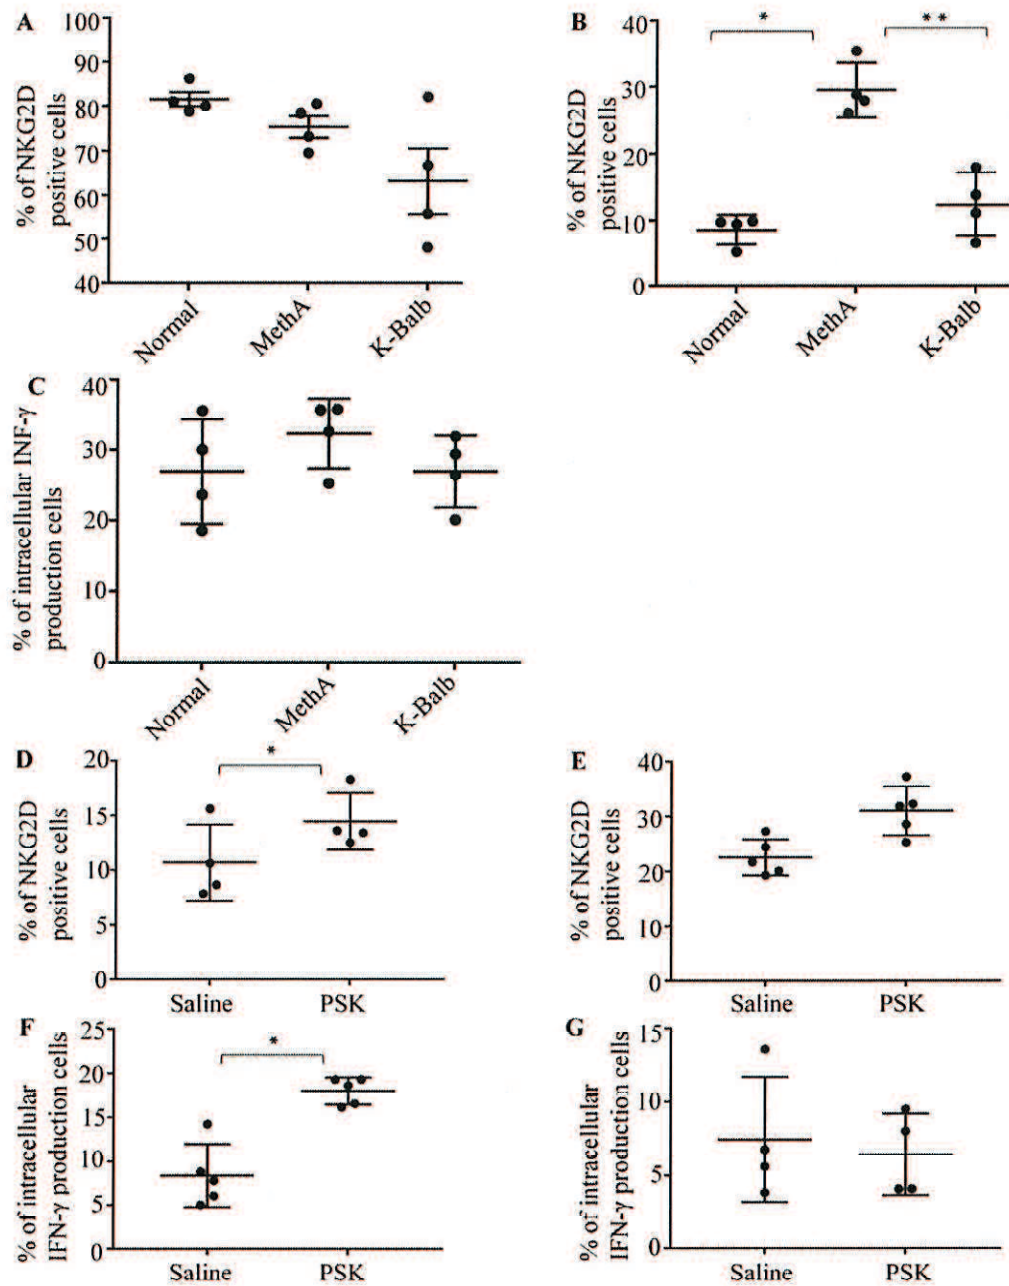 A
% of NKG2D
positive cells
100
90
80
70
60
50
40
Normal
MethA
K-Balb
B
% of NKG2D
positive cells
40
30
20
10
0
*
**
Normal
MethA
K-Balb
C
% of intracellular INF-γ
production cells
40
30
20
10
0
Normal
MethA
K-Balb
D
% of NKG2D
positive cells
20
15
10
5
0
*
Saline
PSK
E
% of NKG2D
positive cells
40
30
20
10
0
Saline
PSK
F
% of intracellular
IFN-γ production cells
25
20
15
10
5
0
*
Saline
PSK
G
% of intracellular
IFN-γ production cells
15
10
5
0
Saline
PSK